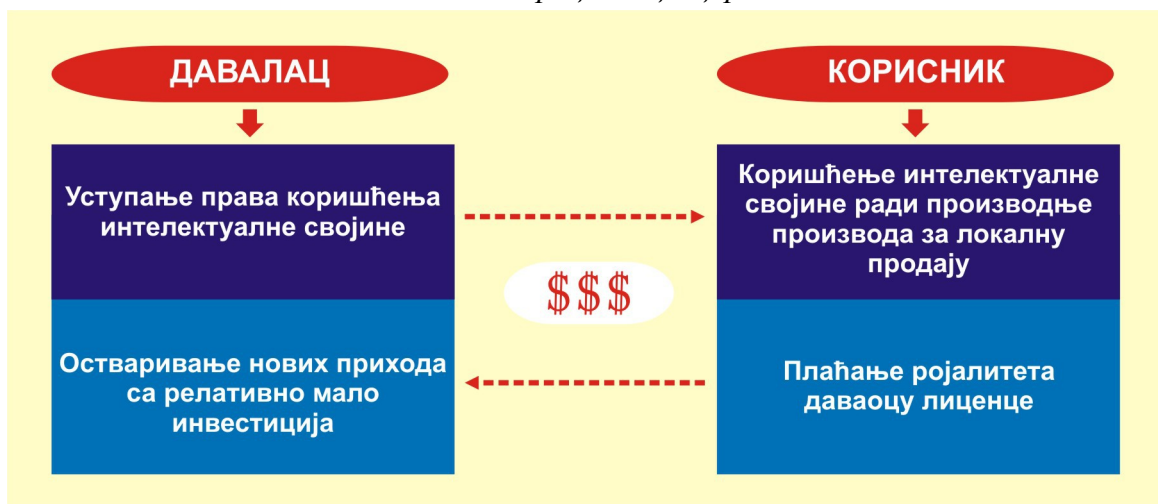 ДАВАЛАЦ
Уступање права коришћења
интелектуалне својине
Остваривање нових прихода
са релативно мало
инвестиција
$$$
КОРИСНИК
Коришћење интелектуалне
својине ради производње
производа за локалну
продају
Плаћање ројалитета
даваоцу лиценце